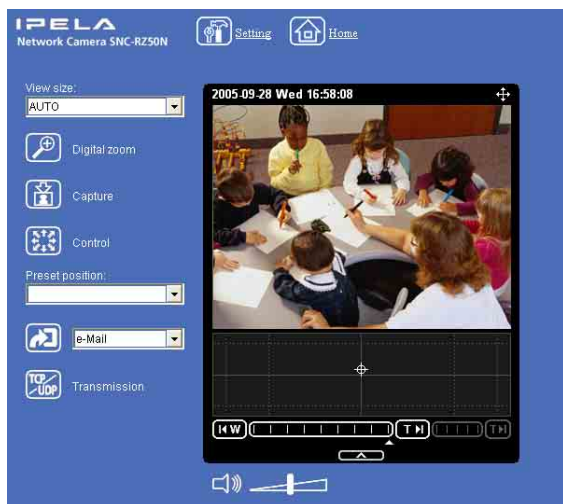 IPELA
Network Camera SNC-RZ50N
Setting
Home
View size:
AUTO
2005-09-28 Wed 16:58:08
Digital zoom
Capture
Control
Preset position:
e-Mail
TCP/UDP
Transmission
W
T
T